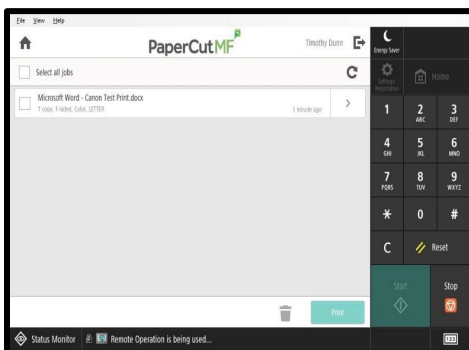 File View Help
PaperCutMF P
Timothy Dunn
Energy Saver
Select all jobs
Settings/
Registration
Home
Microsoft Word - Canon Test Print.docx
1 copy, 1-sided, Color, LETTER
1 minute ago
1
2
ABC
3
DEF
4
GHI
5
JKL
6
MNO
7
PQRS
8
TUV
9
WXYZ
* 0 #
C Reset
Start
Stop
Print
Status Monitor
Remote Operation is being used...
123